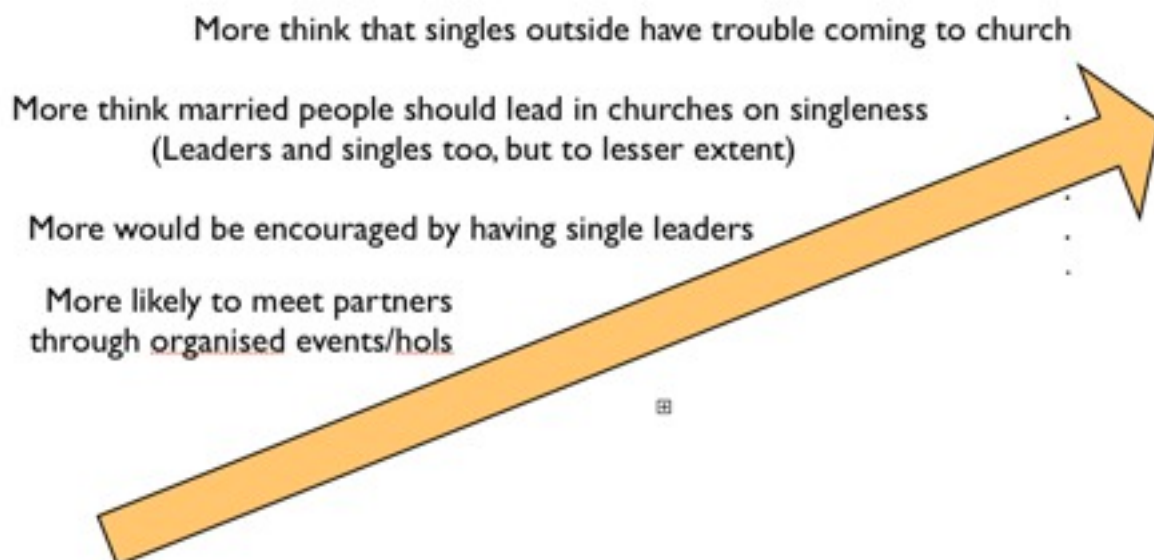 More think that singles outside have trouble coming to church
More think married people should lead in churches on singleness
(Leaders and singles too, but to lesser extent)
More would be encouraged by having single leaders
More likely to meet partners
through organised events/hols